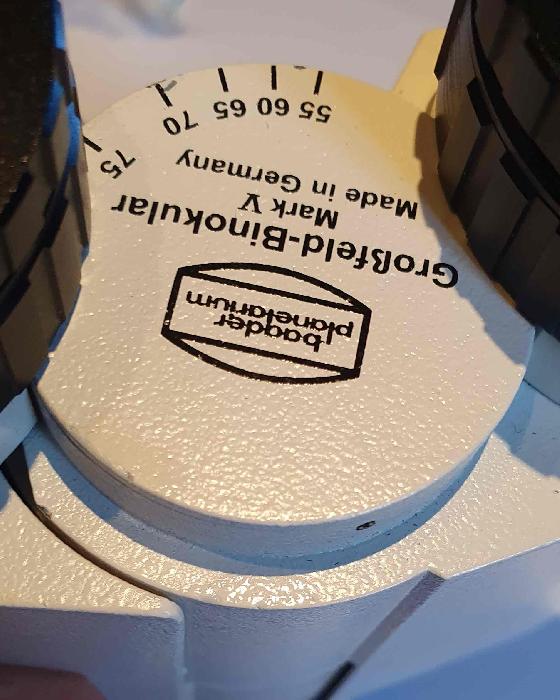 baader
planetarium
Großfeld-Binokular
Mark V
Made in Germany
55 60 65 70 75